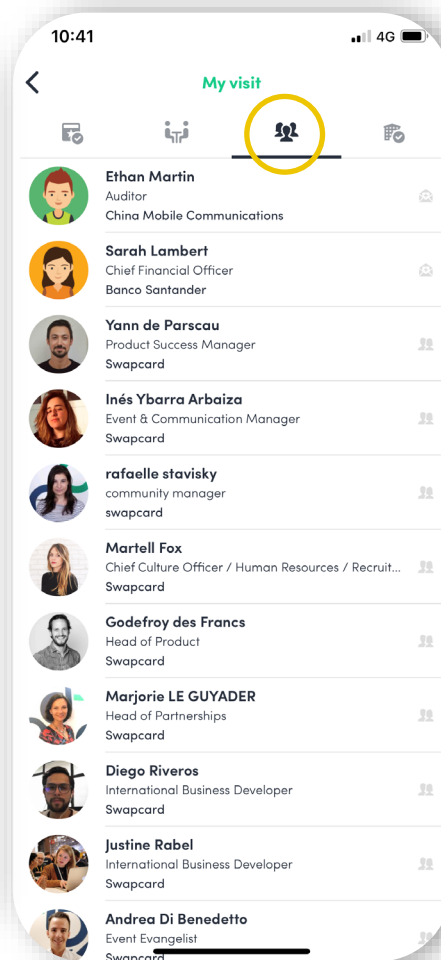 10:41
4G
My visit
Ethan Martin
Auditor
China Mobile Communications
Sarah Lambert
Chief Financial Officer
Banco Santander
Yann de Parscau
Product Success Manager
Swapcard
Inés Ybarra Arbaiza
Event & Communication Manager
Swapcard
rafaelle stavisky
community manager
swapcard
Martell Fox
Chief Culture Officer / Human Resources / Recruit...
Swapcard
Godefroy des Francs
Head of Product
Swapcard
Marjorie LE GUYADER
Head of Partnerships
Swapcard
Diego Riveros
International Business Developer
Swapcard
Justine Rabel
International Business Developer
Swapcard
Andrea Di Benedetto
Event Evangelist
Swapcard